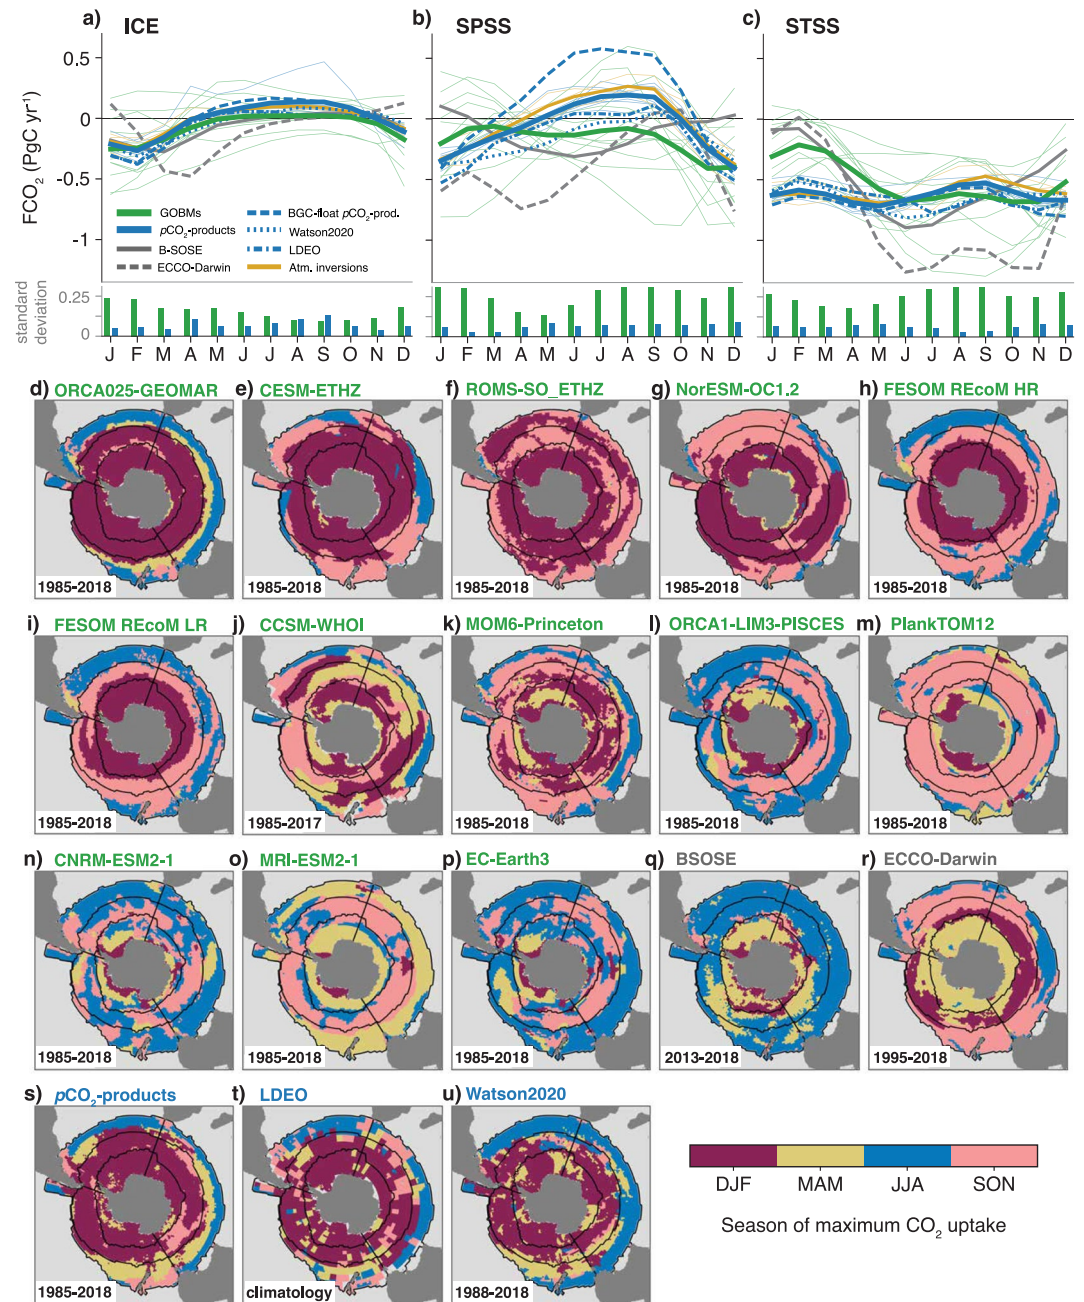 a) ICE
b) SPSS
c) STSS
FCO2 (PgC yr-1)
0.5
0
-0.5
-1
GOBMs
pCO2-products
B-SOSE
ECCO-Darwin
BGC-float pCO2-prod.
Watson2020
LDEO
Atm. inversions
standard deviation
0.25
0
J F M A M J J A S O N D
J F M A M J J A S O N D
J F M A M J J A S O N D
d) ORCA025-GEOMAR
e) CESM-ETHZ
f) ROMS-SO_ETHZ
g) NorESM-OC1.2
h) FESOM REcoM HR
1985-2018
1985-2018
1985-2018
1985-2018
1985-2018
i) FESOM REcoM LR
j) CCSM-WHOI
k) MOM6-Princeton
l) ORCA1-LIM3-PISCES
m) PlankTOM12
1985-2018
1985-2017
1985-2018
1985-2018
1985-2018
n) CNRM-ESM2-1
o) MRI-ESM2-1
p) EC-Earth3
q) BSOSE
r) ECCO-Darwin
1985-2018
1985-2018
1985-2018
2013-2018
1995-2018
s) pCO2-products
t) LDEO
u) Watson2020
1985-2018
climatology
1988-2018
DJF MAM JJA SON
Season of maximum CO2 uptake